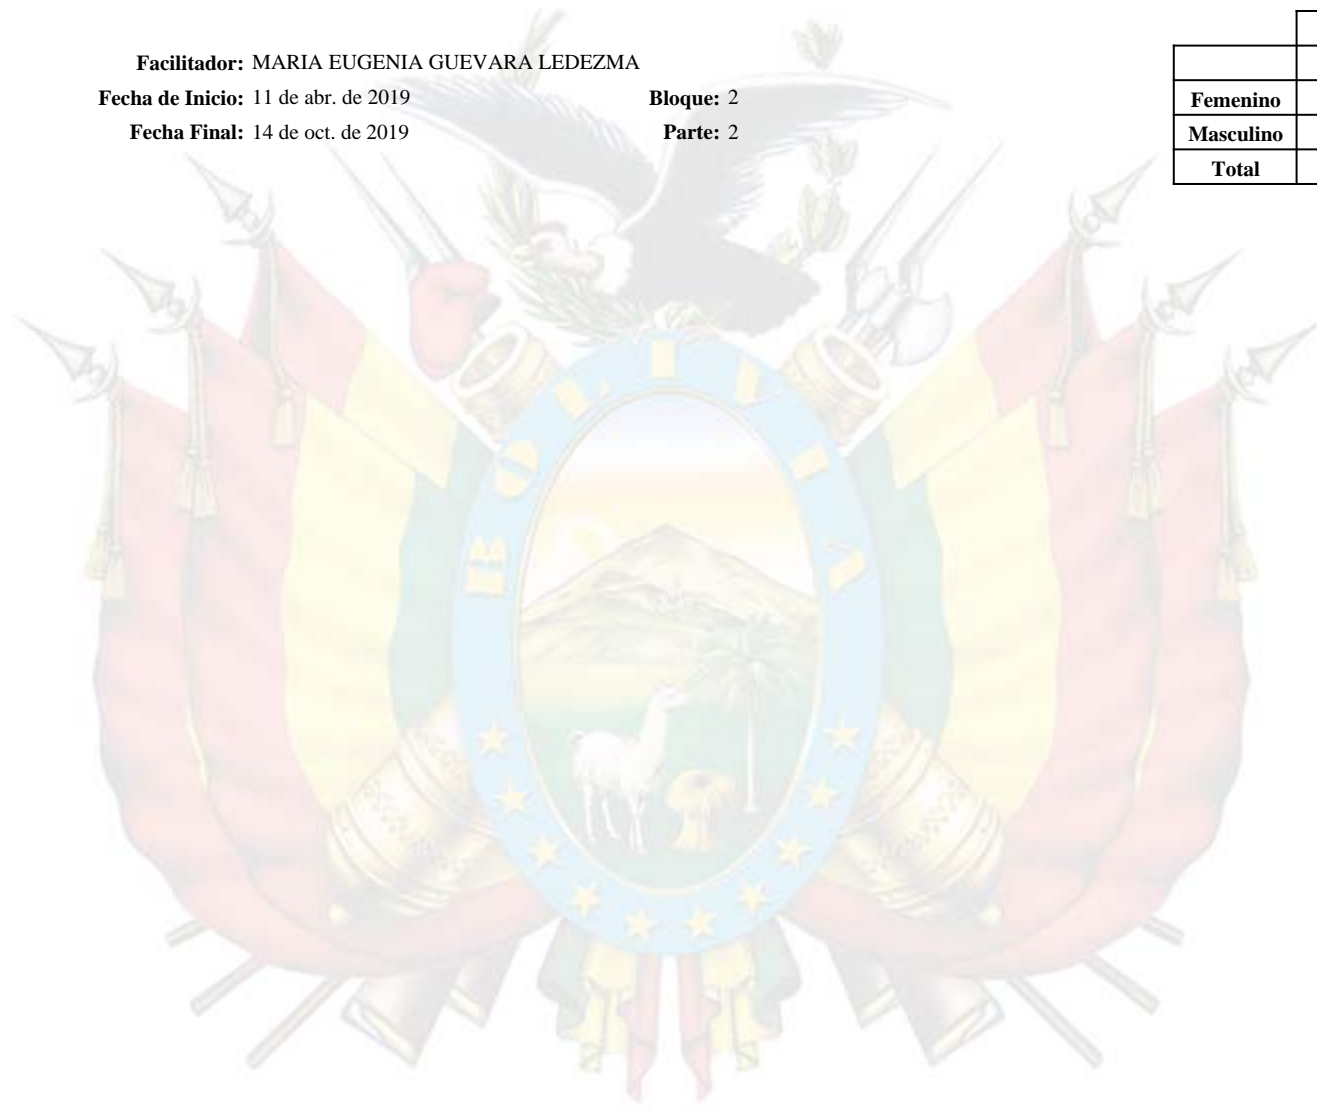 Facilitador: MARIA EUGENIA GUEVARA LEDEZMA
Fecha de Inicio: 11 de abr. de 2019 Bloque: 2
Fecha Final: 14 de oct. de 2019 Parte: 2
Femenino
Masculino
Total
BOLIVIA